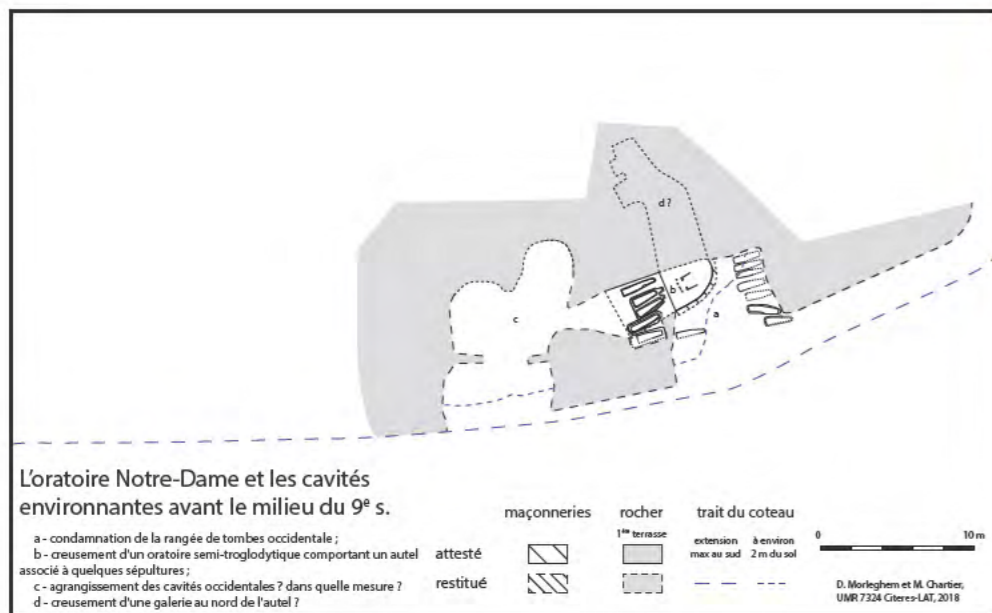 d ?
b
c
a
L'oratoire Notre-Dame et les cavités
environnantes avant le milieu du 9e s.
a - condamnation de la rangée de tombes occidentale ;
b - creusement d'un oratoire semi-troglodytique comportant un autel
associé à quelques sépultures ;
c - agrangissement des cavités occidentales ? dans quelle mesure ?
d - creusement d'une galerie au nord de l'autel ?
maçonneries rocher trait du coteau
1ère terrasse
extension max au sud
à environ 2 m du sol
attesté
restitué
0 10 m
D. Morleghem et M. Chartier,
UMR 7324 Citeres-LAT, 2018